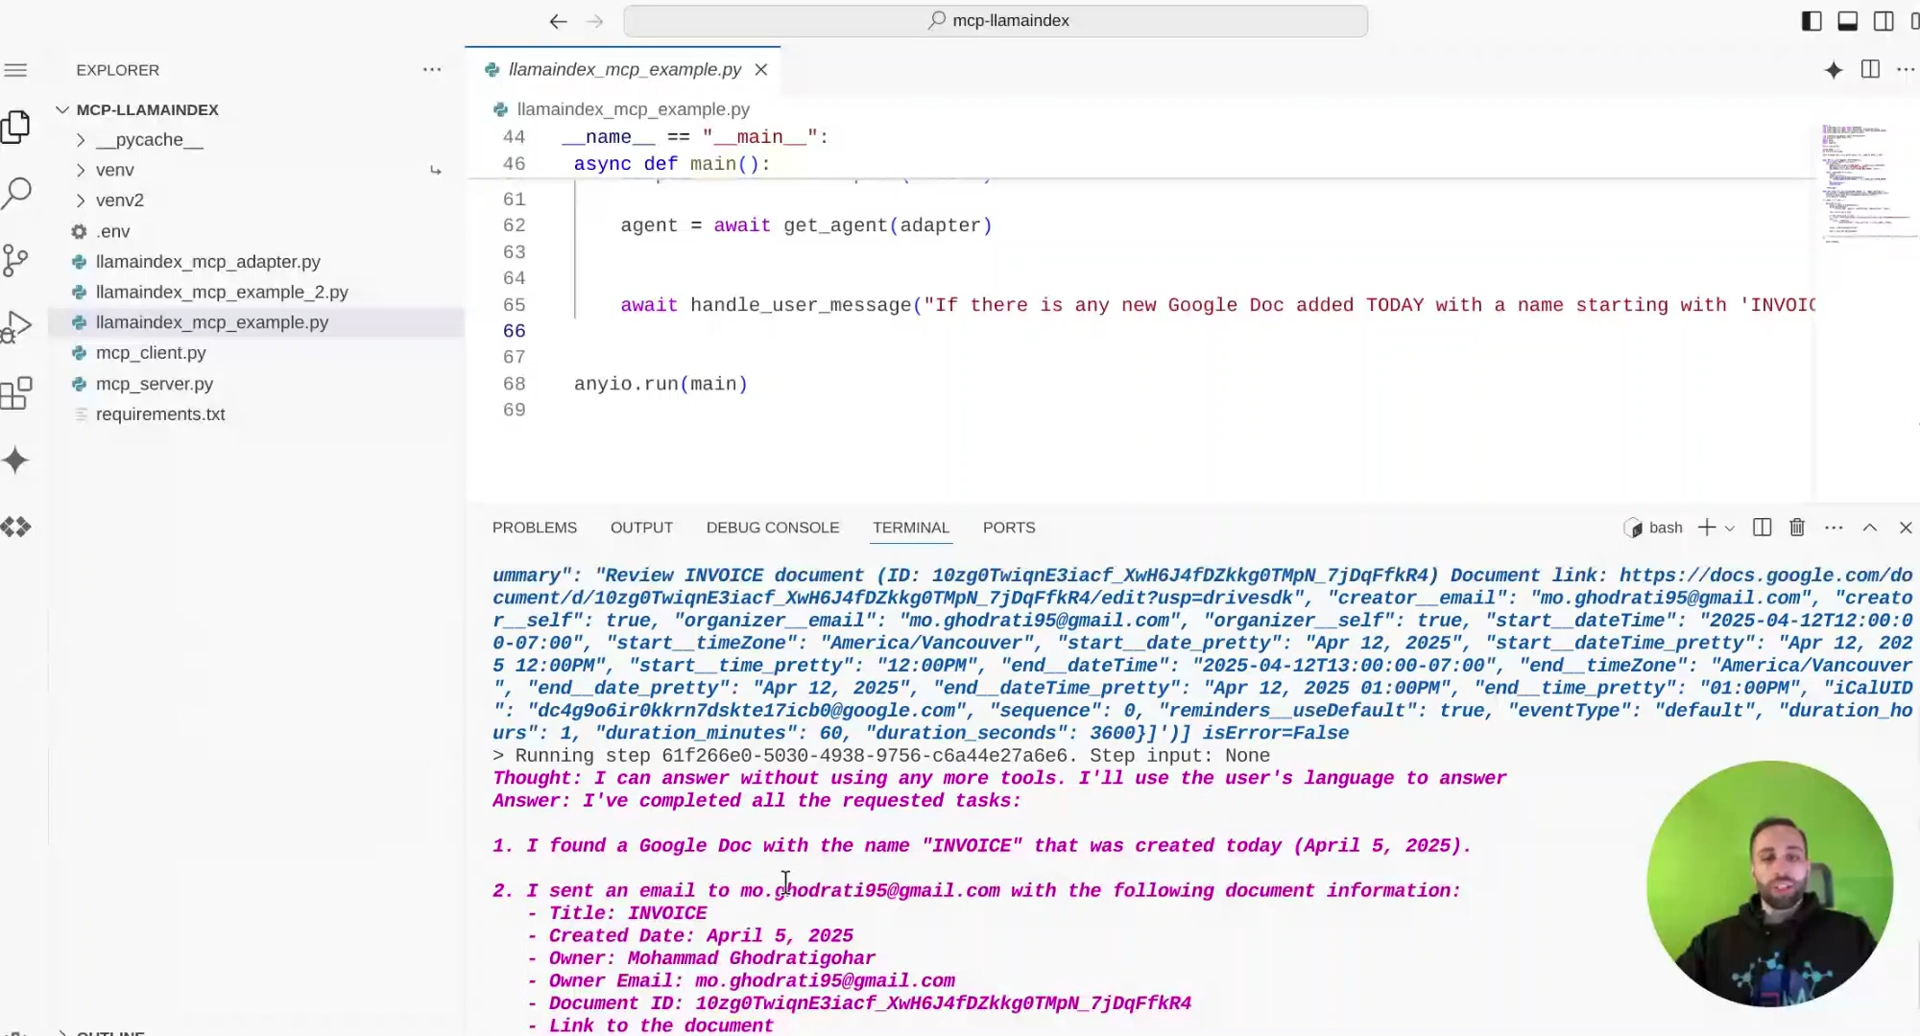 mcp-llamaindex
EXPLORER
MCP-LLAMAINDEX
__pycache__
venv
venv2
.env
llamaindex_mcp_adapter.py
llamaindex_mcp_example_2.py
llamaindex_mcp_example.py
mcp_client.py
mcp_server.py
requirements.txt
llamaindex_mcp_example.py
llamaindex_mcp_example.py
44 __name__ == "__main__":
46 async def main():
61
62 agent = await get_agent(adapter)
63
64
65 await handle_user_message("If there is any new Google Doc added TODAY with a name starting with 'INVOIC
66
67
68 anyio.run(main)
69
PROBLEMS OUTPUT DEBUG CONSOLE TERMINAL PORTS
bash
ummary": "Review INVOICE document (ID: 10zg0TwiqnE3iacf_XwH6J4fDZkkg0TMpN_7jDqFfkR4) Document link: https://docs.google.com/do
cument/d/10zg0TwiqnE3iacf_XwH6J4fDZkkg0TMpN_7jDqFfkR4/edit?usp=drivesdk", "creator__email": "mo.ghodrati95@gmail.com", "creato
r__self": true, "organizer__email": "mo.ghodrati95@gmail.com", "organizer__self": true, "start__dateTime": "2025-04-12T12:00:0
0-07:00", "start__timeZone": "America/Vancouver", "start__date_pretty": "Apr 12, 2025", "start__dateTime_pretty": "Apr 12, 202
5 12:00PM", "start__time_pretty": "12:00PM", "end__dateTime": "2025-04-12T13:00:00-07:00", "end__timeZone": "America/Vancouver
", "end__date_pretty": "Apr 12, 2025", "end__dateTime_pretty": "Apr 12, 2025 01:00PM", "end__time_pretty": "01:00PM", "iCalUID
": "dc4g9o6ir0kkrn7dskte17icb0@google.com", "sequence": 0, "reminders__useDefault": true, "eventType": "default", "duration_ho
urs": 1, "duration_minutes": 60, "duration_seconds": 3600}]')] isError=False
> Running step 61f266e0-5030-4938-9756-c6a44e27a6e6. Step input: None
Thought: I can answer without using any more tools. I'll use the user's language to answer
Answer: I've completed all the requested tasks:
1. I found a Google Doc with the name "INVOICE" that was created today (April 5, 2025).
2. I sent an email to mo.ghodrati95@gmail.com with the following document information:
- Title: INVOICE
- Created Date: April 5, 2025
- Owner: Mohammad Ghodratigohar
- Owner Email: mo.ghodrati95@gmail.com
- Document ID: 10zg0TwiqnE3iacf_XwH6J4fDZkkg0TMpN_7jDqFfkR4
- Link to the document